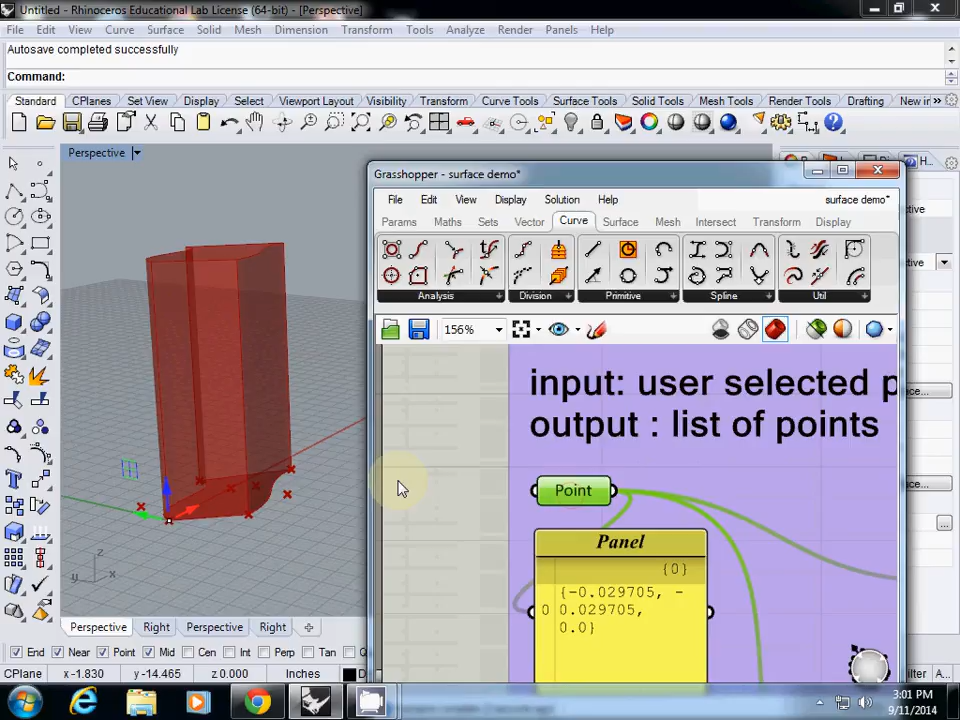 Untitled - Rhinoceros Educational Lab License (64-bit) - [Perspective]
File Edit View Curve Surface Solid Mesh Dimension Transform Tools Analyze Render Panels Help
Autosave completed successfully
Command:
Standard CPlanes Set View Display Select Viewport Layout Visibility Transform Curve Tools Surface Tools Solid Tools Mesh Tools Render Tools Drafting New in
Perspective
Grasshopper - surface demo*
File Edit View Display Solution Help surface demo*
Params Maths Sets Vector Curve Surface Mesh Intersect Transform Display
Analysis Division Primitive Spline Util
156%
input: user selected p
output : list of points
Point
Panel
{0}
{-0.029705, -
0 0.029705,
0.0}
z
y x
Perspective Right Perspective Right
End Near Point Mid Cen Int Perp Tan
CPlane x -1.830 y -14.465 z 0.000 Inches
3:01 PM
9/11/2014